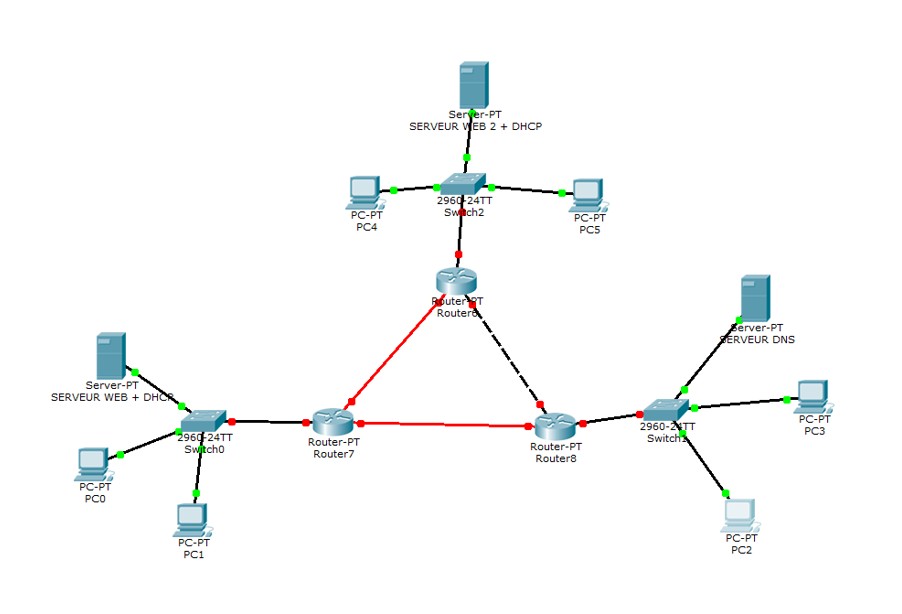 Server-PT
SERVEUR WEB 2 + DHCP
PC-PT
PC4
2960-24TT
Switch2
PC-PT
PC5
Router-PT
Router6
Server-PT
SERVEUR DNS
Server-PT
SERVEUR WEB + DHCP
2960-24TT
Switch0
Router-PT
Router7
Router-PT
Router8
2960-24TT
Switch1
PC-PT
PC3
PC-PT
PC0
PC-PT
PC1
PC-PT
PC2